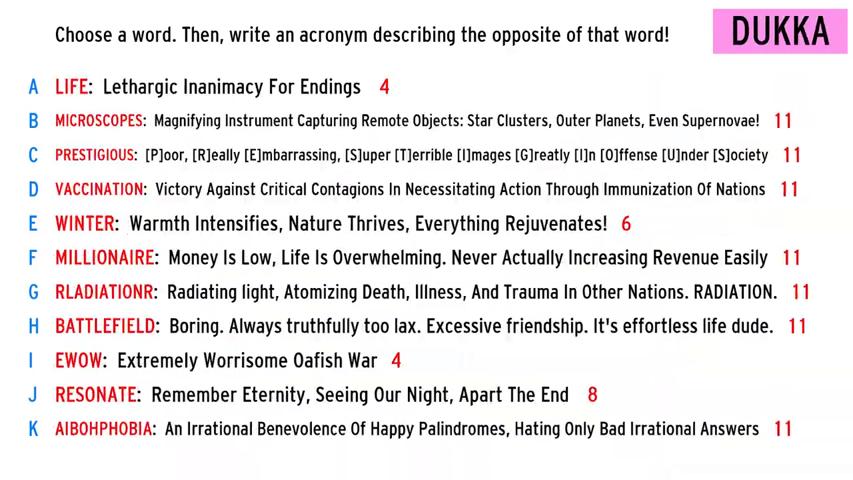 Choose a word. Then, write an acronym describing the opposite of that word!
DUKKA
A LIFE: Lethargic Inanimacy For Endings 4
B MICROSCOPES: Magnifying Instrument Capturing Remote Objects: Star Clusters, Outer Planets, Even Supernovae! 11
C PRESTIGIOUS: [P]oor, [R]eally [E]mbarrassing, [S]uper [T]errible [I]mages [G]reatly [I]n [O]ffense [U]nder [S]ociety 11
D VACCINATION: Victory Against Critical Contagions In Necessitating Action Through Immunization Of Nations 11
E WINTER: Warmth Intensifies, Nature Thrives, Everything Rejuvenates! 6
F MILLIONAIRE: Money Is Low, Life Is Overwhelming. Never Actually Increasing Revenue Easily 11
G RLADIATIONR: Radiating light, Atomizing Death, Illness, And Trauma In Other Nations. RADIATION. 11
H BATTLEFIELD: Boring. Always truthfully too lax. Excessive friendship. It's effortless life dude. 11
I EWOW: Extremely Worrisome Oafish War 4
J RESONATE: Remember Eternity, Seeing Our Night, Apart The End 8
K AIBOHPHOBIA: An Irrational Benevolence Of Happy Palindromes, Hating Only Bad Irrational Answers 11